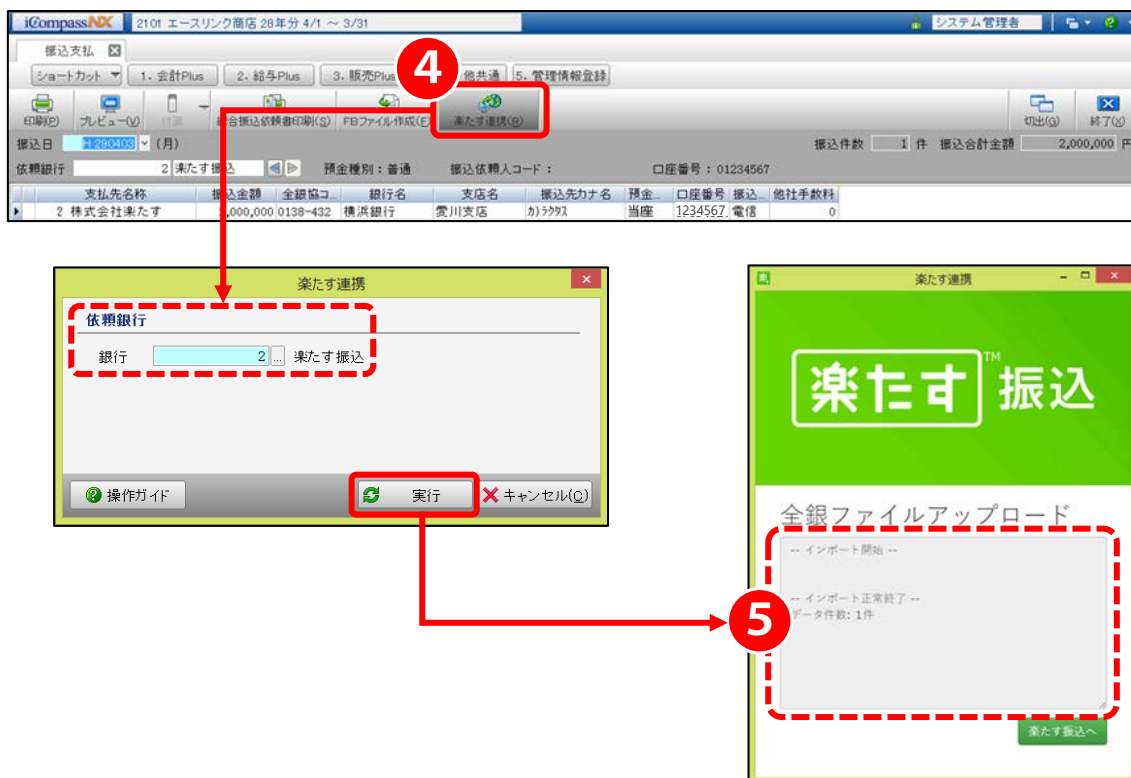 iCompassNX 2101 エースリンク商店 28年分 4/1 ～ 3/31 システム管理者
振込支払
ショートカット 1. 会計Plus 2. 給与Plus 3. 販売Plus 他共通 5. 管理情報登録
4
印刷(P) プレビュー(V) 付箋 総合振込依頼書印刷(S) FBファイル作成(E) 楽たす連携(R) 切出(G) 終了(X)
振込日 H290403 (月) 振込件数 1 件 振込合計金額 2,000,000 円
依頼銀行 2 楽たす振込 預金種別：普通 振込依頼人コード： 口座番号：01234567
支払先名称 振込金額 全銀協コ... 銀行名 支店名 振込先カナ名 預金... 口座番号 振込... 他社手数料
2 株式会社楽たす 2,000,000 0138-432 横浜銀行 愛川支店 カ)ラクタス 当座 1234567 電信 0
楽たす連携
依頼銀行
銀行 2 ... 楽たす振込
操作ガイド 実行 キャンセル(C)
楽たす連携
楽たす™振込
全銀ファイルアップロード
-- インポート開始 --
-- インポート正常終了 --
データ件数: 1件
5
楽たす振込へ